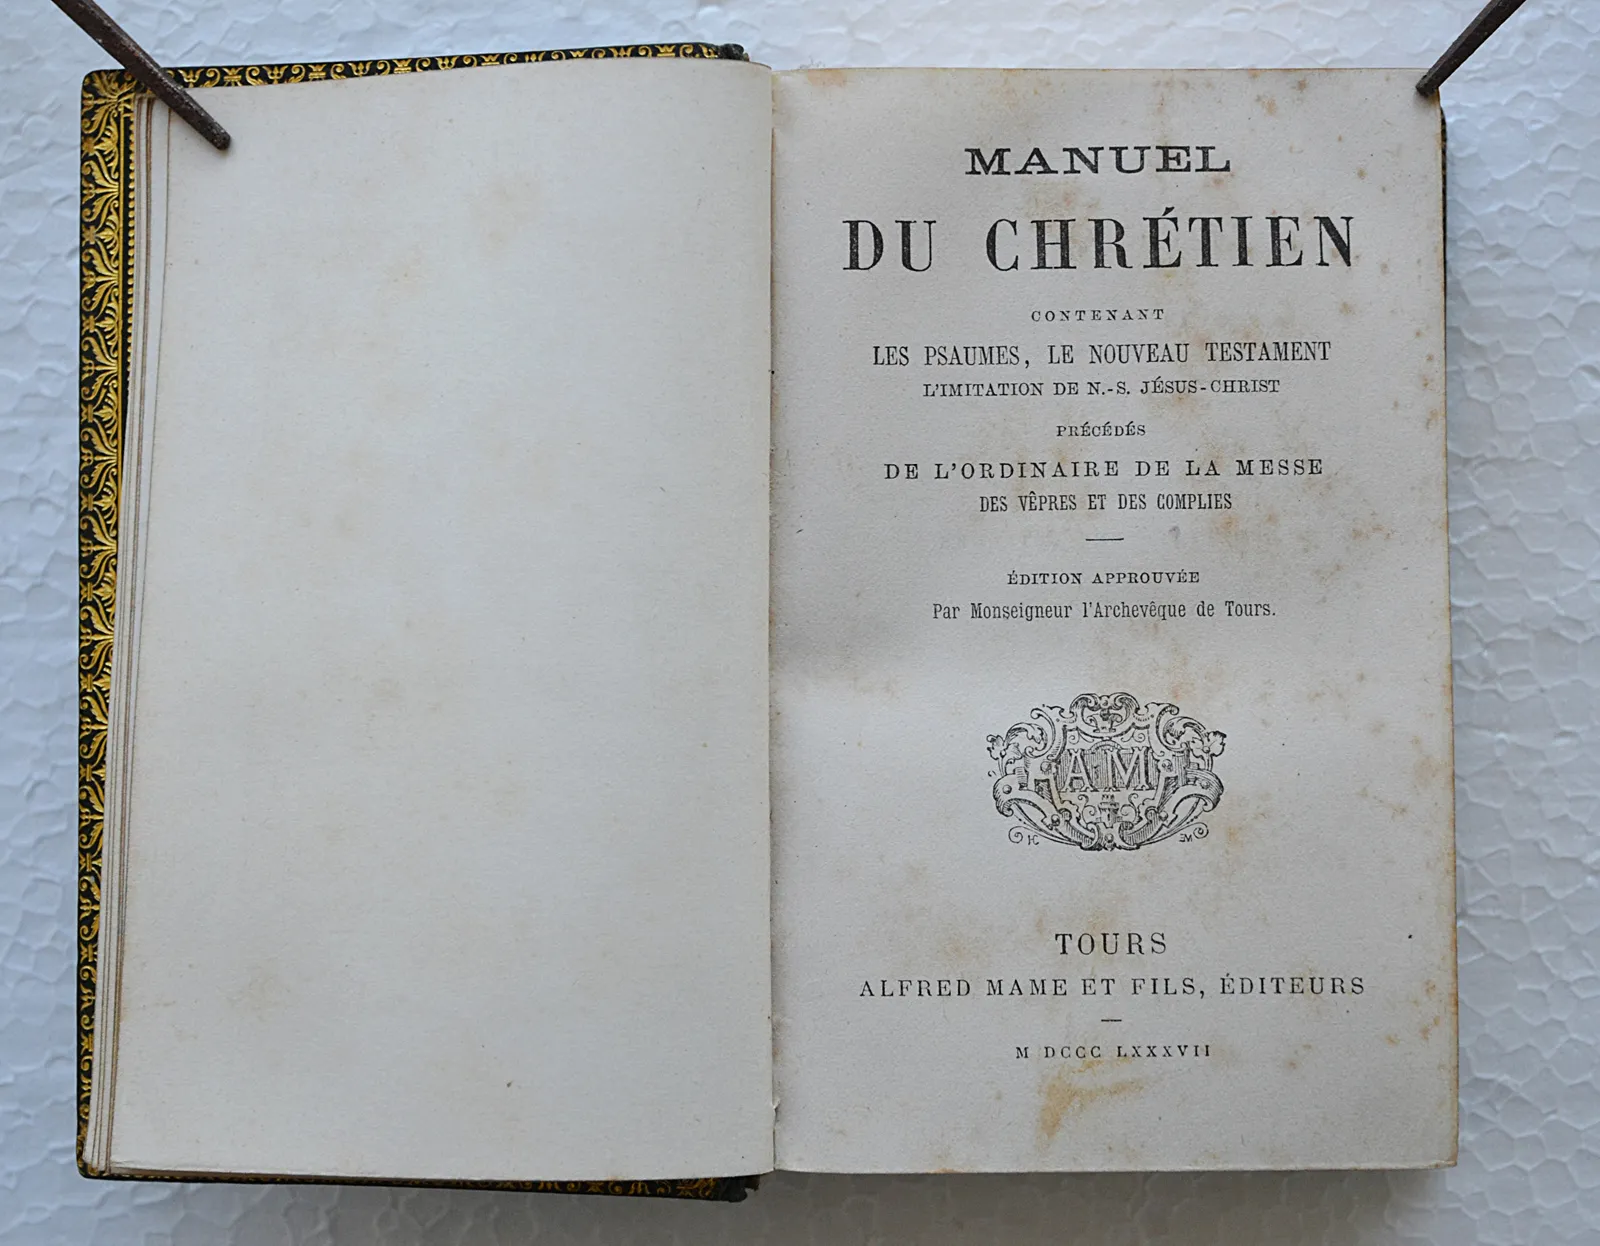 MANUEL
DU CHRÉTIEN
CONTENANT
LES PSAUMES, LE NOUVEAU TESTAMENT
L'IMITATION DE N.-S. JÉSUS-CHRIST
PRÉCÉDÉS
DE L'ORDINAIRE DE LA MESSE
DES VÊPRES ET DES COMPLIES
ÉDITION APPROUVÉE
Par Monseigneur l'Archevêque de Tours.
AM
TOURS
ALFRED MAME ET FILS, ÉDITEURS
M DCCC LXXXVII